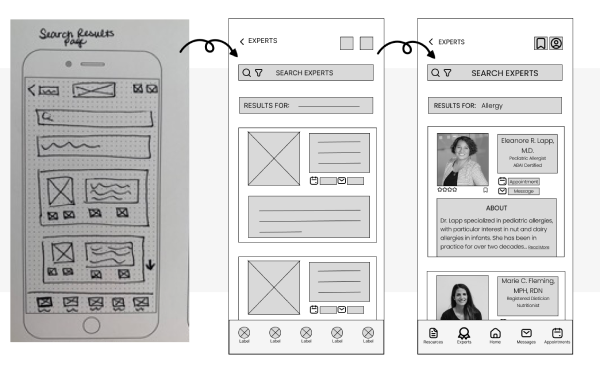 Search Results
Page
EXPERTS
SEARCH EXPERTS
RESULTS FOR:
Label
Label
Label
Label
Label
EXPERTS
SEARCH EXPERTS
RESULTS FOR: Allergy
Eleanore R. Lapp,
M.D.
Pediatric Allergist
Certified
Appointment
Message
ABOUT
Dr. Lapp specialized in pediatric allergies,
with particular interest in nut and dairy
allergies in infants. She has been in
practice for over two decades... Read More
Marie C. Fleming,
MPH, RDN
Registered Dietician
Nutritionist
Resources
Experts
Home
Messages
Appointments